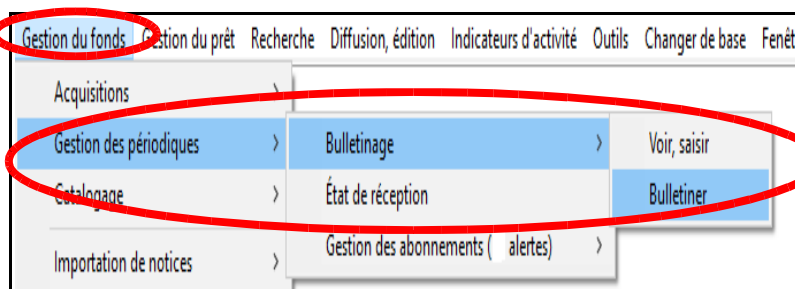 Gestion du fonds Gestion du prêt Recherche Diffusion, édition Indicateurs d'activité Outils Changer de base Fenêt
Acquisitions >
Gestion des périodiques > Bulletinage > Voir, saisir
Catalogage > État de réception Bulletiner
Gestion des abonnements ( alertes) >
Importation de notices >